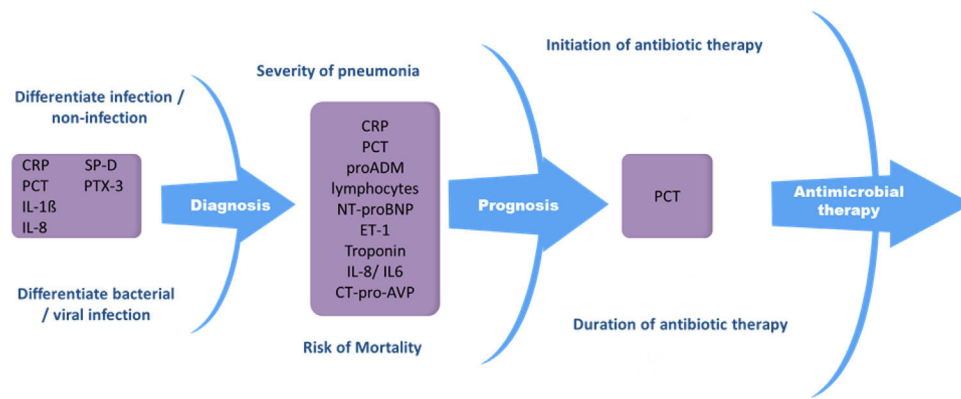 Differentiate infection /
non-infection
CRP SP-D
PCT PTX-3
IL-1ß
IL-8
Differentiate bacterial
/ viral infection
Diagnosis
Severity of pneumonia
CRP
PCT
proADM
lymphocytes
NT-proBNP
ET-1
Troponin
IL-8/ IL6
CT-pro-AVP
Risk of Mortality
Prognosis
Initiation of antibiotic therapy
PCT
Duration of antibiotic therapy
Antimicrobial
therapy